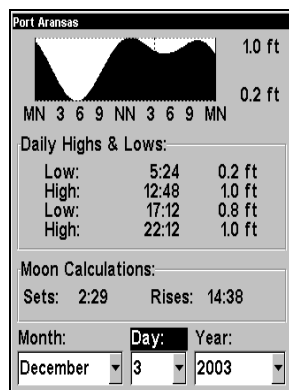 Port Aransas
1.0 ft
0.2 ft
MN 3 6 9 NN 3 6 9 MN
Daily Highs & Lows:
Low: 5:24 0.2 ft
High: 12:48 1.0 ft
Low: 17:12 0.8 ft
High: 22:12 1.0 ft
Moon Calculations:
Sets: 2:29 Rises: 14:38
Month: Day: Year:
December 3 2003